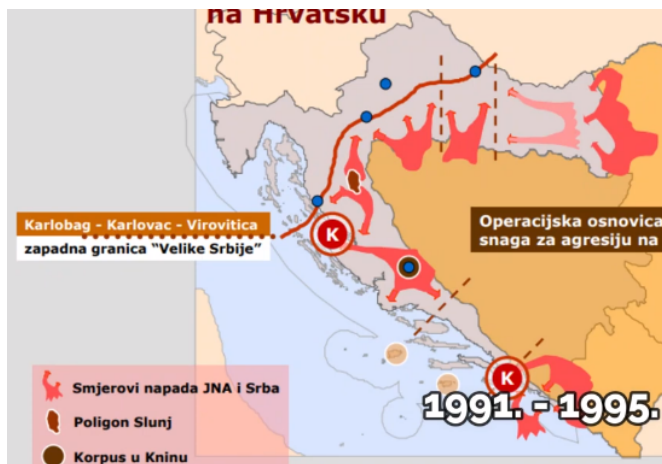 na Hrvatsku
Karlobag - Karlovac - Virovitica
zapadna granica "Velike Srbije"
K
Operacijska osnovica
snaga za agresiju na
K
1991. - 1995.
Smjerovi napada JNA i Srba
Poligon Slunj
Korpus u Kninu